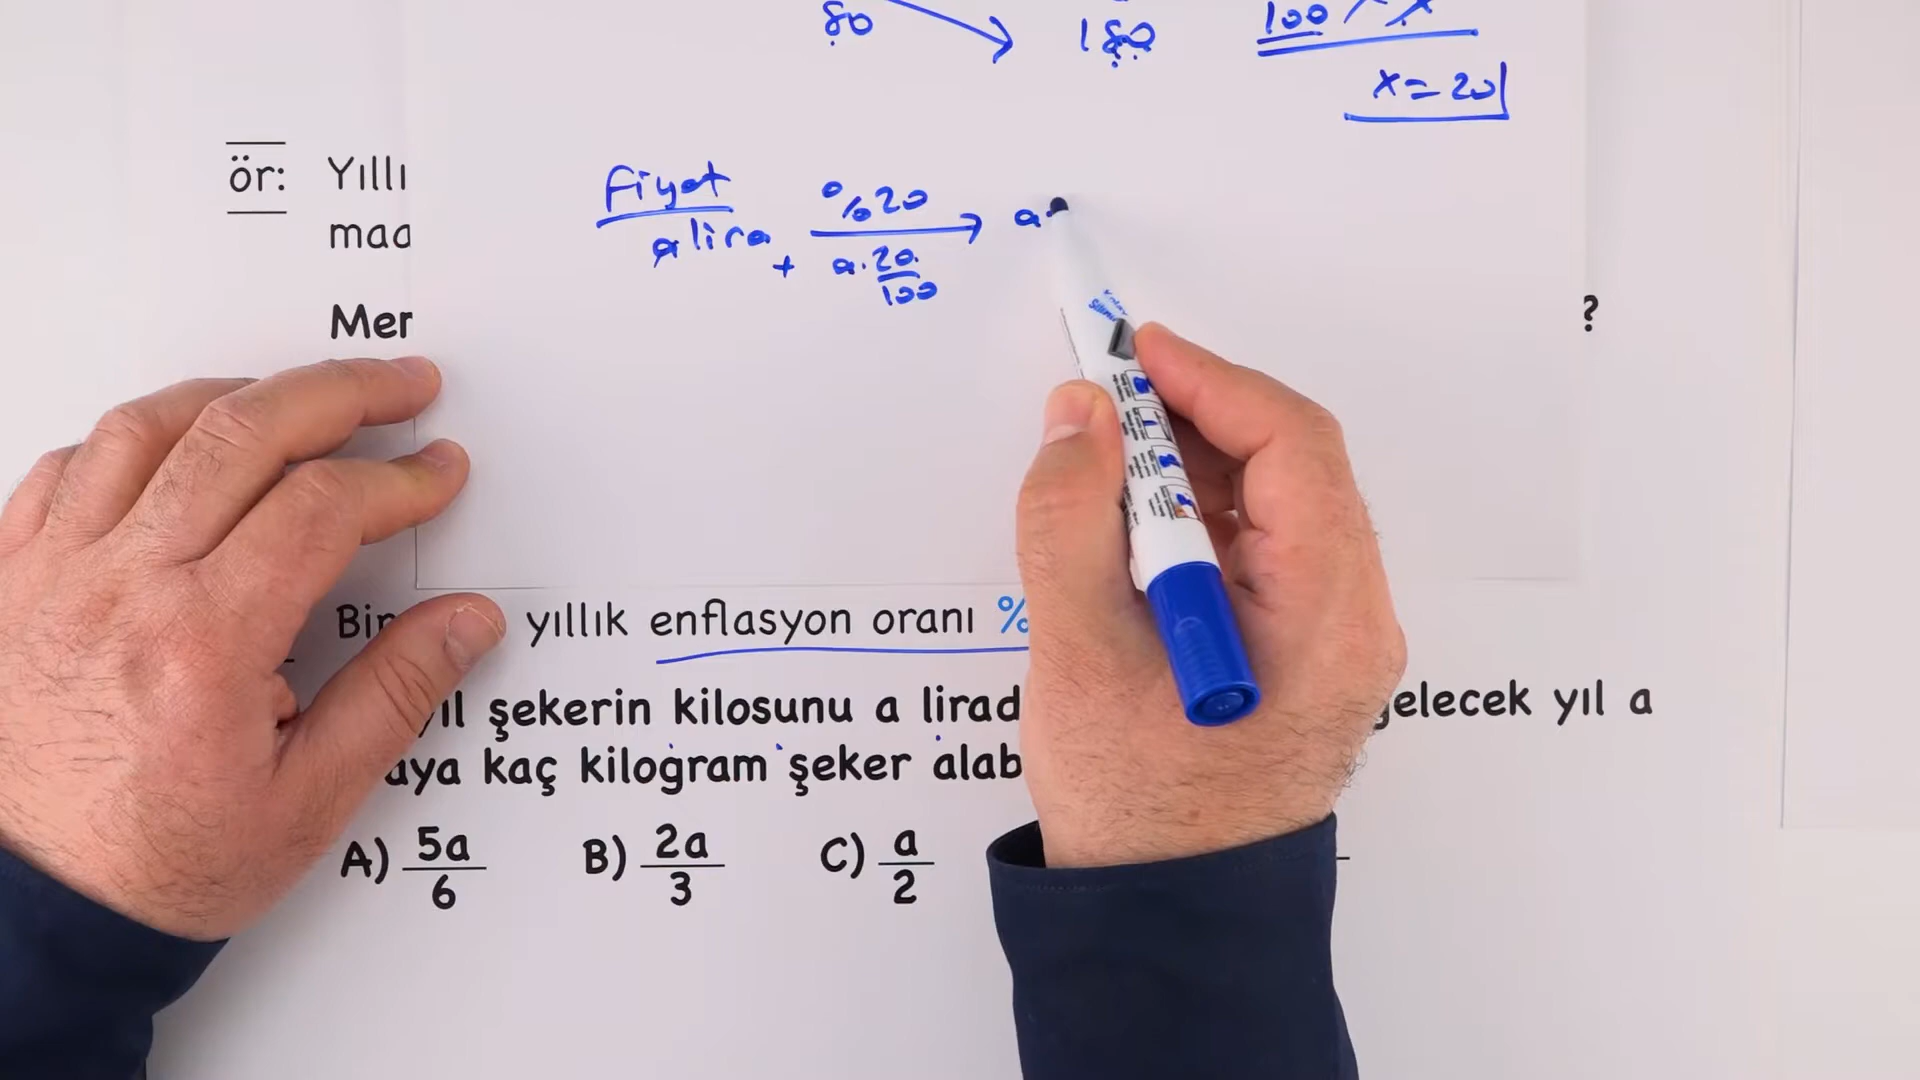 80 180 100 x
x = 20
ör: Yıllı
maa
Fiyat %20 a.
a lira + a.20/100
Mer ?
yıllık enflasyon oranı %
yıl şekerin kilosunu a lirad gelecek yıl a
aya kaç kilogram şeker alab
A) 5a/6 B) 2a/3 C) a/2